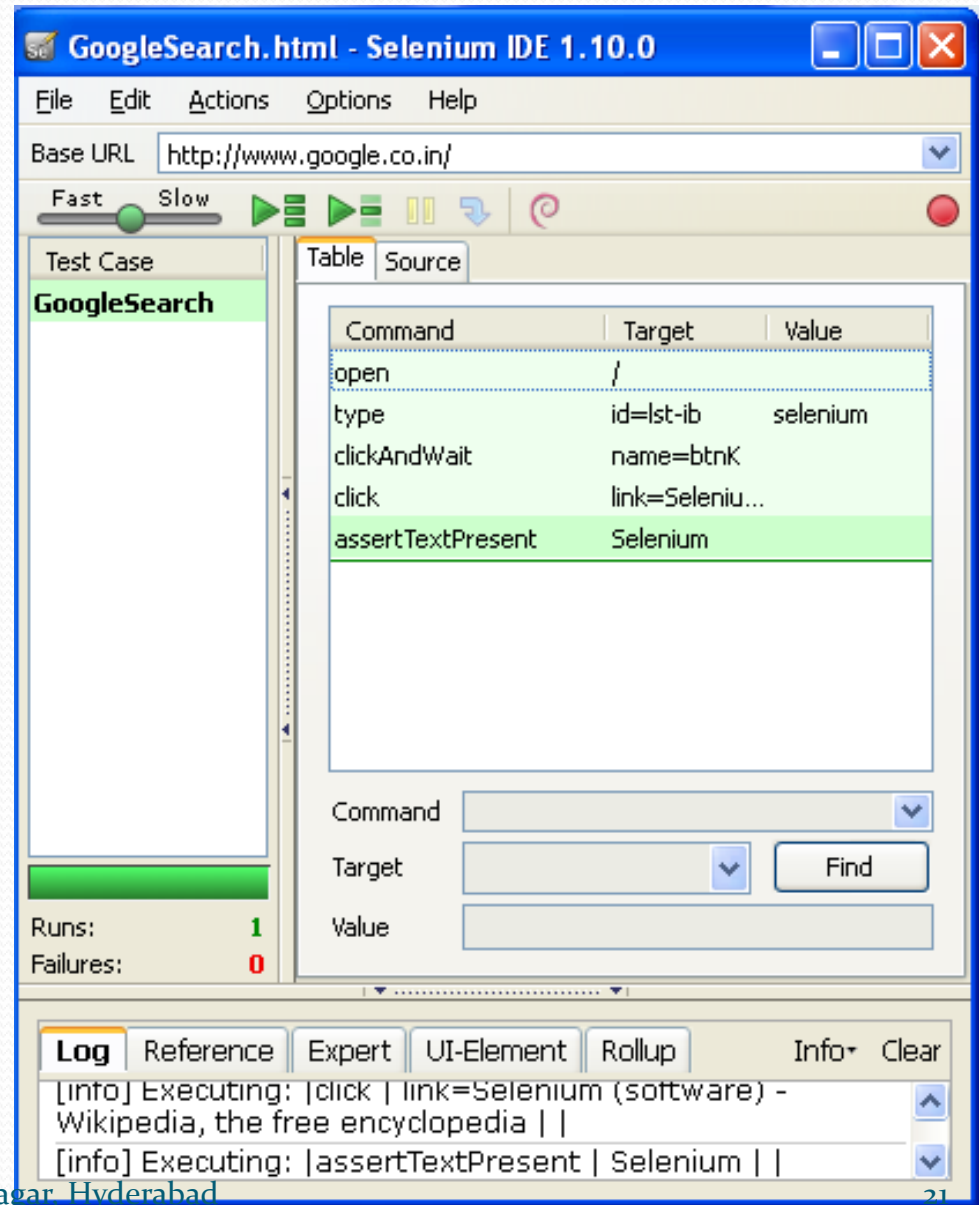 GoogleSearch.html - Selenium IDE 1.10.0
File Edit Actions Options Help
Base URL http://www.google.co.in/
Fast Slow
Test Case
GoogleSearch
Table Source
Command Target Value
open /
type id=lst-ib selenium
clickAndWait name=btnK
click link=Seleniu...
assertTextPresent Selenium
Command
Target Find
Value
Runs: 1
Failures: 0
Log Reference Expert UI-Element Rollup Info Clear
[info] Executing: |click | link=Selenium (software) -
Wikipedia, the free encyclopedia | |
[info] Executing: |assertTextPresent | Selenium | |
agar, Hyderabad 21